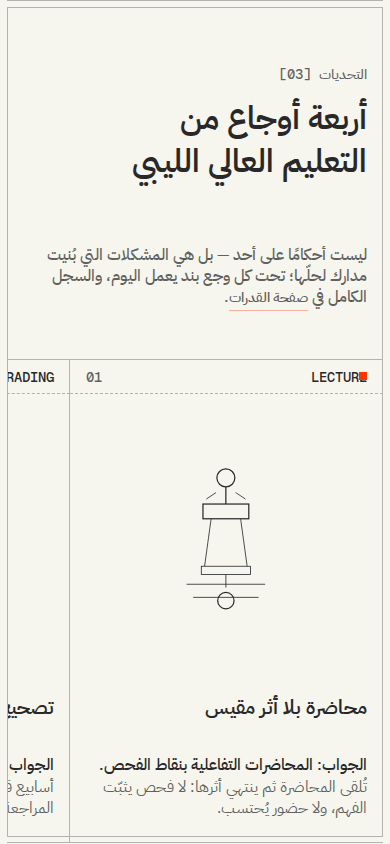 التحديات [03]
أربعة أوجاع من
التعليم العالي الليبي
ليست أحكامًا على أحد — بل هي المشكلات التي بُنيت
مدارك لحلّها؛ تحت كل وجع بند يعمل اليوم، والسجل
الكامل في صفحة القدرات.
LECTURE
01
محاضرة بلا أثر مقيس
الجواب: المحاضرات التفاعلية بنقاط الفحص.
تُلقى المحاضرة ثم ينتهي أثرها: لا فحص يثبّت
الفهم، ولا حضور يُحتسب.
RADING
الجواب
أسابيع
المراجعة